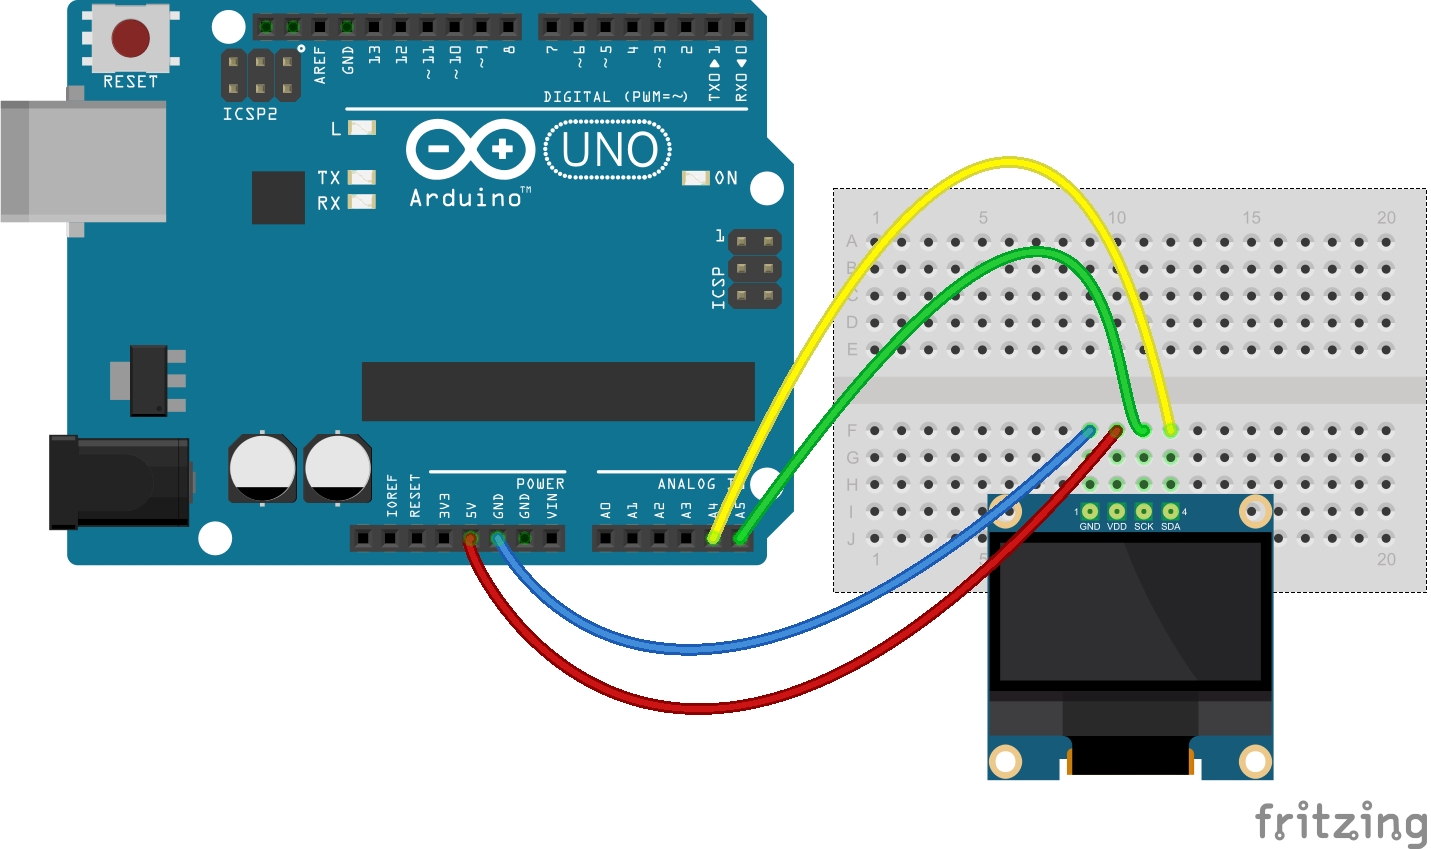 RESET
ICSP2
AREF
GND
13
12
~11
~10
~9
8
7
~6
~5
4
~3
2
TX0▶1
RX0◀0
DIGITAL (PWM=~)
L
TX
RX
UNO
ON
Arduino™
1
ICSP
1 5 10 15 20
A
B
C
D
E
F
G
H
I
J
1 5 20
POWER
ANALOG I
IOREF
RESET
3V3
5V
GND
GND
VIN
A0
A1
A2
A3
A4
A5
1 4
GND VDD SCK SDA
fritzing